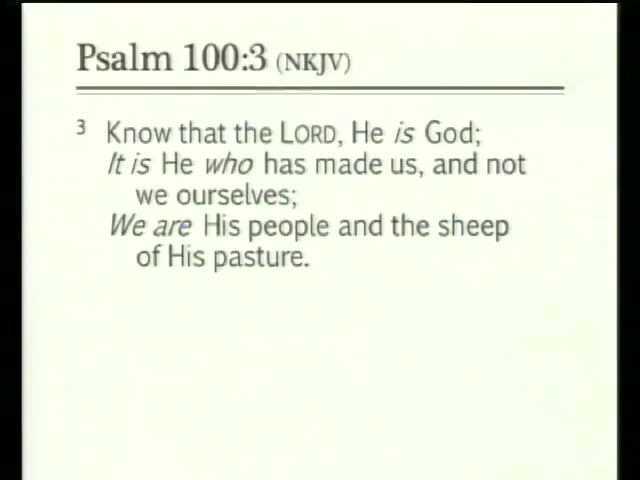 Psalm 100:3 (NKJV)
3 Know that the LORD, He is God;
It is He who has made us, and not
we ourselves;
We are His people and the sheep
of His pasture.